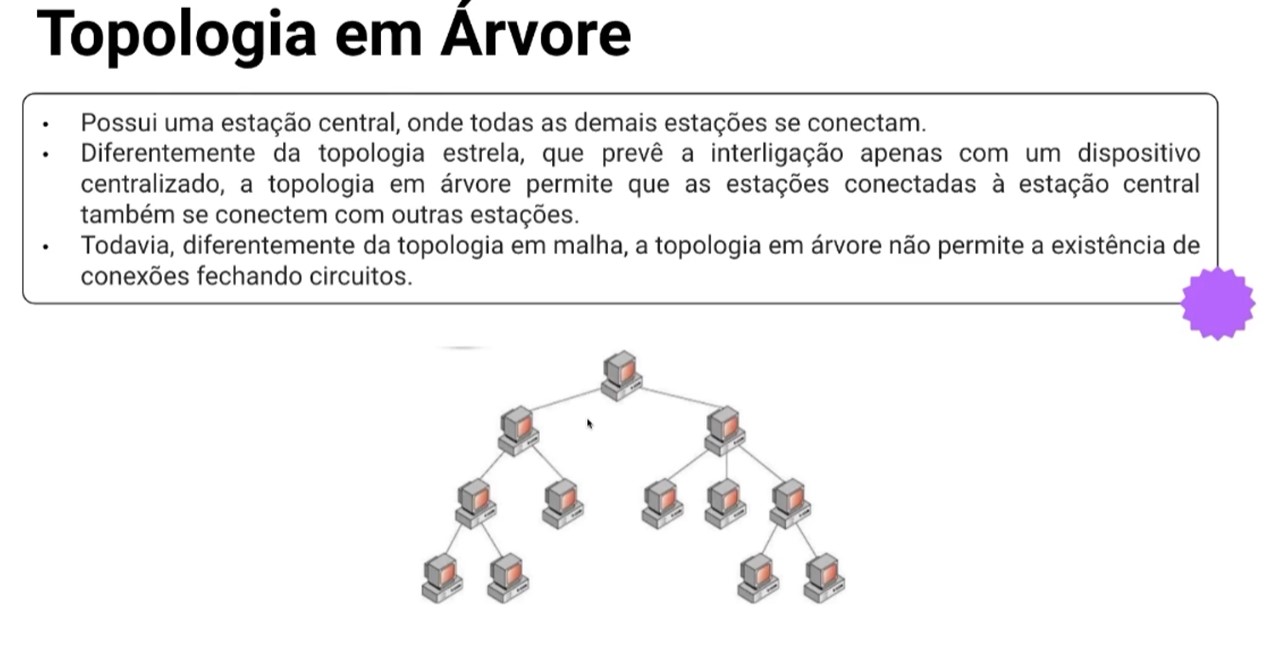 Topologia em Árvore
• Possui uma estação central, onde todas as demais estações se conectam.
• Diferentemente da topologia estrela, que prevê a interligação apenas com um dispositivo
centralizado, a topologia em árvore permite que as estações conectadas à estação central
também se conectem com outras estações.
• Todavia, diferentemente da topologia em malha, a topologia em árvore não permite a existência de
conexões fechando circuitos.